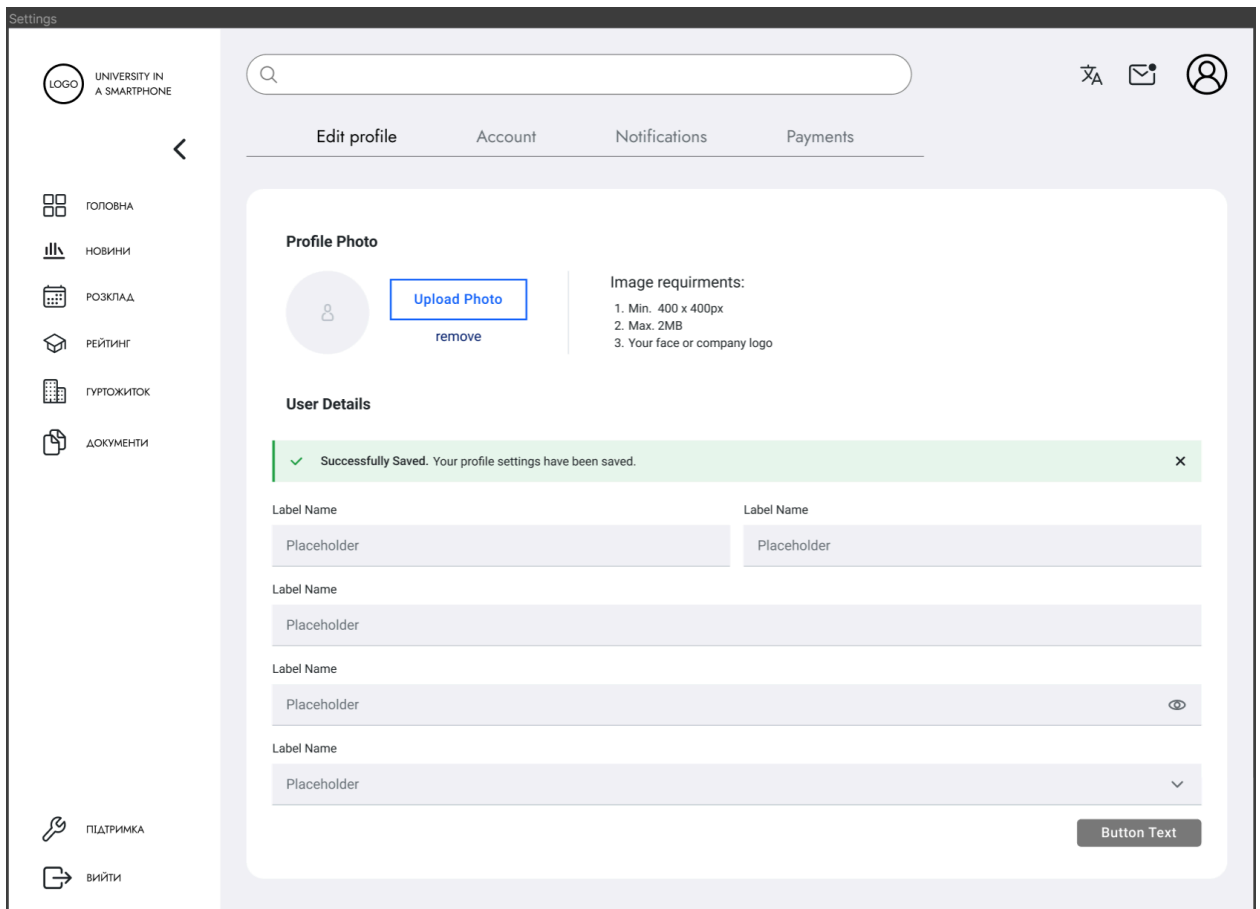 Settings
LOGO
UNIVERSITY IN
A SMARTPHONE
ГОЛОВНА
НОВИНИ
РОЗКЛАД
РЕЙТИНГ
ГУРТОЖИТОК
ДОКУМЕНТИ
ПІДТРИМКА
ВИЙТИ
Edit profile Account Notifications Payments
Profile Photo
Upload Photo
remove
Image requirments:
1. Min. 400 x 400px
2. Max. 2MB
3. Your face or company logo
User Details
Successfully Saved. Your profile settings have been saved.
Label Name Label Name
Placeholder Placeholder
Label Name
Placeholder
Label Name
Placeholder
Label Name
Placeholder
Button Text